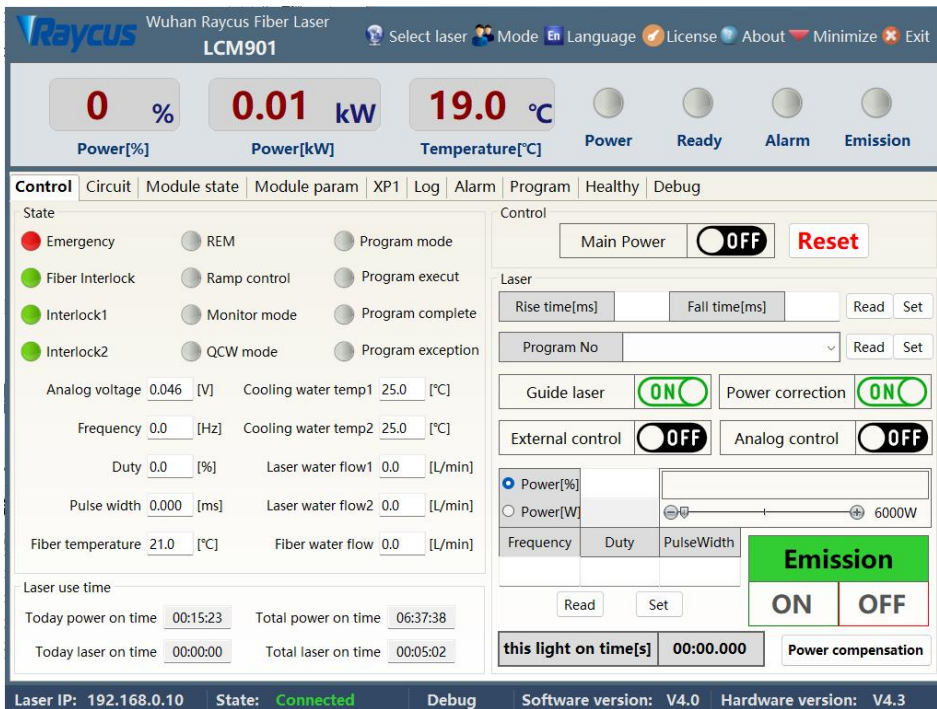 Raycus Wuhan Raycus Fiber Laser
LCM901
Select laser Mode En Language License About Minimize Exit
0 % 0.01 kW 19.0 ℃
Power[%] Power[kW] Temperature[℃] Power Ready Alarm Emission
Control Circuit Module state Module param XP1 Log Alarm Program Healthy Debug
State
Emergency REM Program mode
Fiber Interlock Ramp control Program execut
Interlock1 Monitor mode Program complete
Interlock2 QCW mode Program exception
Analog voltage 0.046 [V] Cooling water temp1 25.0 [℃]
Frequency 0.0 [Hz] Cooling water temp2 25.0 [℃]
Duty 0.0 [%] Laser water flow1 0.0 [L/min]
Pulse width 0.000 [ms] Laser water flow2 0.0 [L/min]
Fiber temperature 21.0 [℃] Fiber water flow 0.0 [L/min]
Laser use time
Today power on time 00:15:23 Total power on time 06:37:38
Today laser on time 00:00:00 Total laser on time 00:05:02
Control
Main Power OFF Reset
Laser
Rise time[ms] Fall time[ms] Read Set
Program No Read Set
Guide laser ON Power correction ON
External control OFF Analog control OFF
Power[%]
Power[W] 6000W
Frequency Duty PulseWidth
Emission
Read Set ON OFF
this light on time[s] 00:00.000 Power compensation
Laser IP: 192.168.0.10 State: Connected Debug Software version: V4.0 Hardware version: V4.3